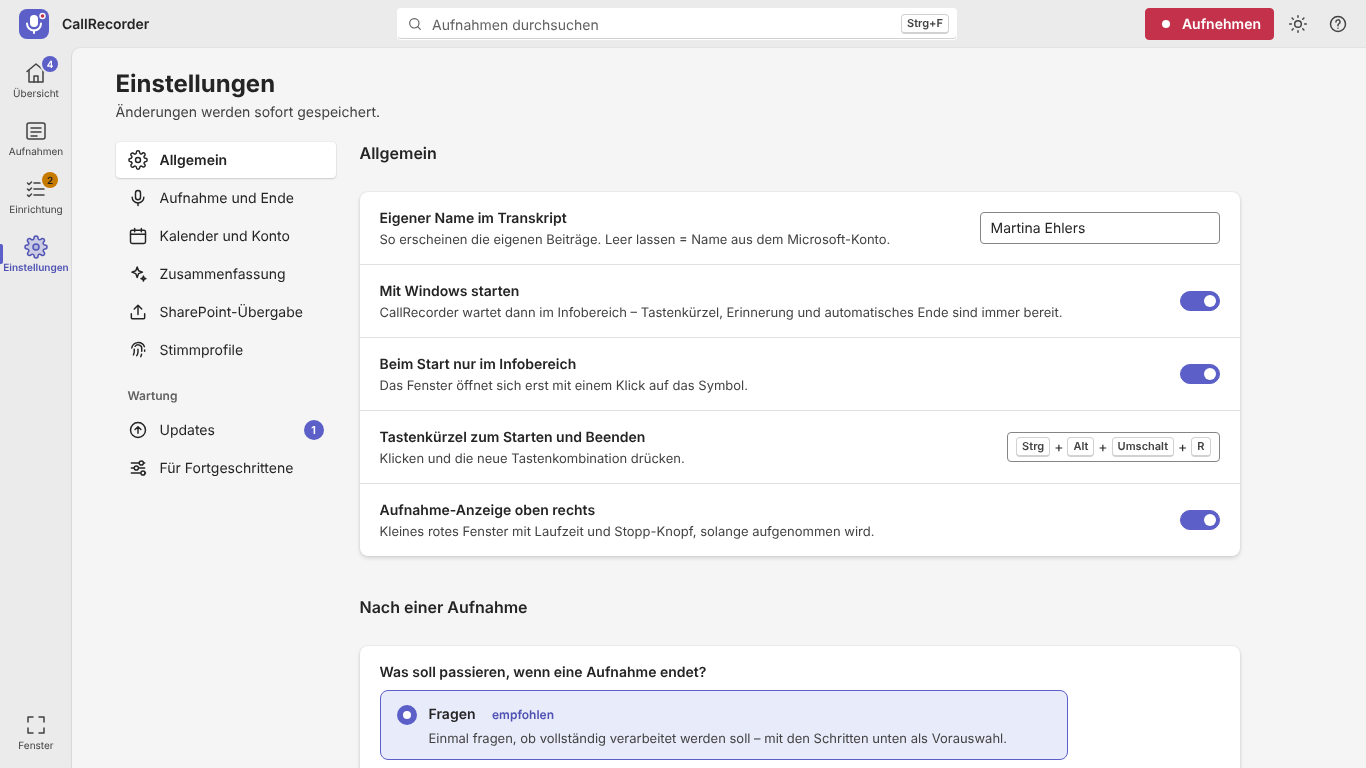 CallRecorder
Aufnahmen durchsuchen
Strg+F
Aufnehmen
4
Übersicht
Aufnahmen
2
Einrichtung
Einstellungen
Fenster
Einstellungen
Änderungen werden sofort gespeichert.
Allgemein
Aufnahme und Ende
Kalender und Konto
Zusammenfassung
SharePoint-Übergabe
Stimmprofile
Wartung
Updates
1
Für Fortgeschrittene
Allgemein
Eigener Name im Transkript
So erscheinen die eigenen Beiträge. Leer lassen = Name aus dem Microsoft-Konto.
Martina Ehlers
Mit Windows starten
CallRecorder wartet dann im Infobereich – Tastenkürzel, Erinnerung und automatisches Ende sind immer bereit.
Beim Start nur im Infobereich
Das Fenster öffnet sich erst mit einem Klick auf das Symbol.
Tastenkürzel zum Starten und Beenden
Klicken und die neue Tastenkombination drücken.
Strg + Alt + Umschalt + R
Aufnahme-Anzeige oben rechts
Kleines rotes Fenster mit Laufzeit und Stopp-Knopf, solange aufgenommen wird.
Nach einer Aufnahme
Was soll passieren, wenn eine Aufnahme endet?
Fragen empfohlen
Einmal fragen, ob vollständig verarbeitet werden soll – mit den Schritten unten als Vorauswahl.